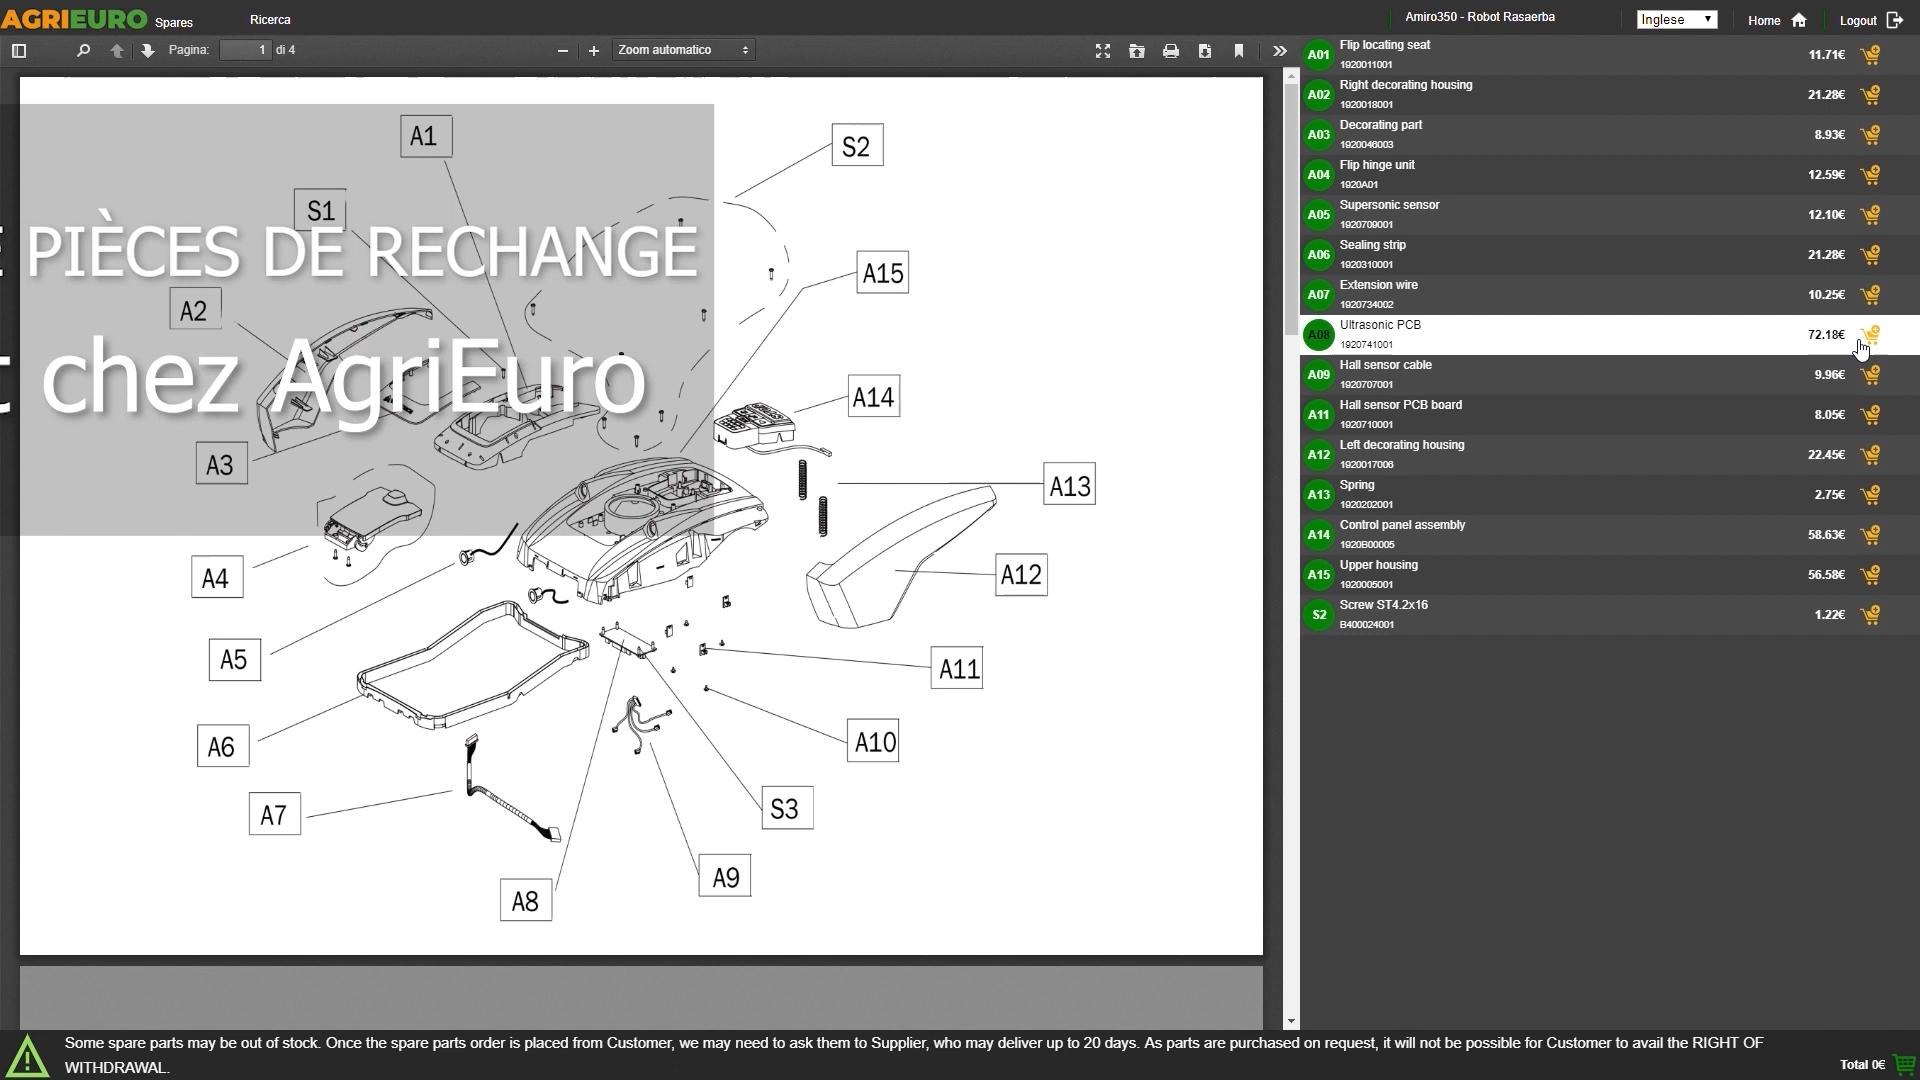 AGRIEURO Spares
Ricerca
Amiro350 - Robot Rasaerba
Inglese
Home
Logout
Pagina: 1 di 4
Zoom automatico
PIÈCES DE RECHANGE
chez AgriEuro
A1
S2
S1
A15
A2
A14
A3
A13
A4
A12
A5
A11
A6
A10
A7
S3
A9
A8
A01 Flip locating seat 11.71€
1920011001
A02 Right decorating housing 21.28€
1920018001
A03 Decorating part 8.93€
1920046003
A04 Flip hinge unit 12.59€
1920A01
A05 Supersonic sensor 12.10€
1920709001
A06 Sealing strip 21.28€
1920310001
A07 Extension wire 10.25€
1920734002
A08 Ultrasonic PCB 72.18€
1920741001
A09 Hall sensor cable 9.96€
1920707001
A11 Hall sensor PCB board 8.05€
1920710001
A12 Left decorating housing 22.45€
1920017006
A13 Spring 2.75€
1920202001
A14 Control panel assembly 58.63€
1920B00005
A15 Upper housing 56.58€
1920005001
S2 Screw ST4.2x16 1.22€
B400024001
Some spare parts may be out of stock. Once the spare parts order is placed from Customer, we may need to ask them to Supplier, who may deliver up to 20 days. As parts are purchased on request, it will not be possible for Customer to avail the RIGHT OF
WITHDRAWAL.
Total 0€